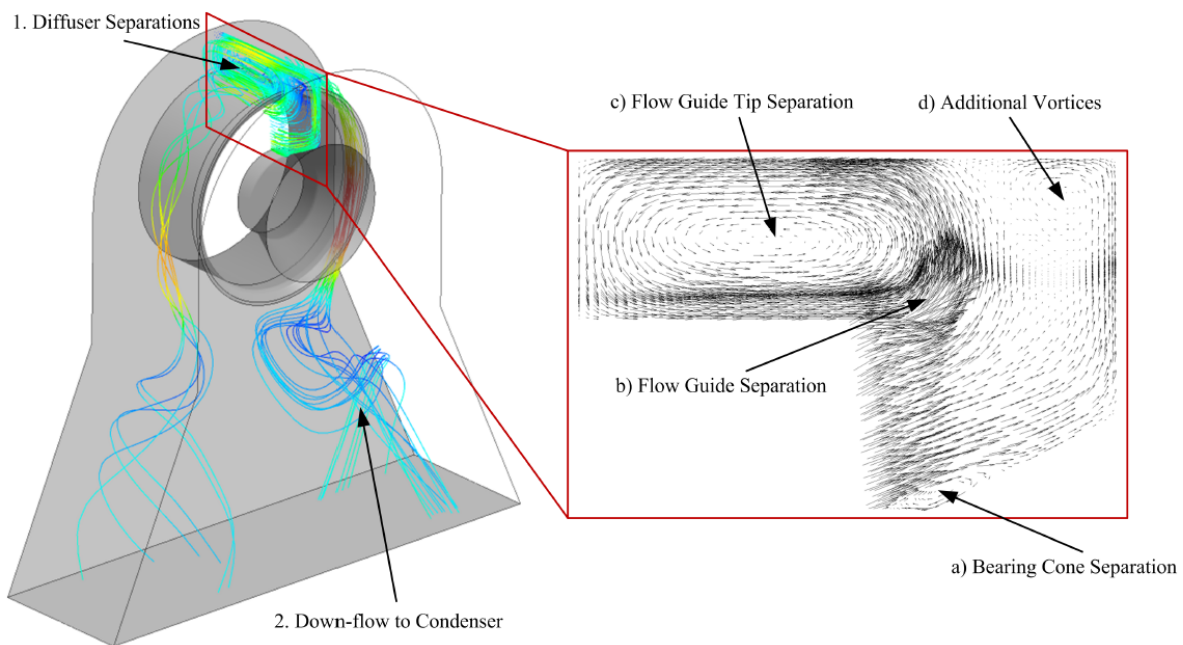 1. Diffuser Separations
c) Flow Guide Tip Separation
d) Additional Vortices
b) Flow Guide Separation
a) Bearing Cone Separation
2. Down-flow to Condenser